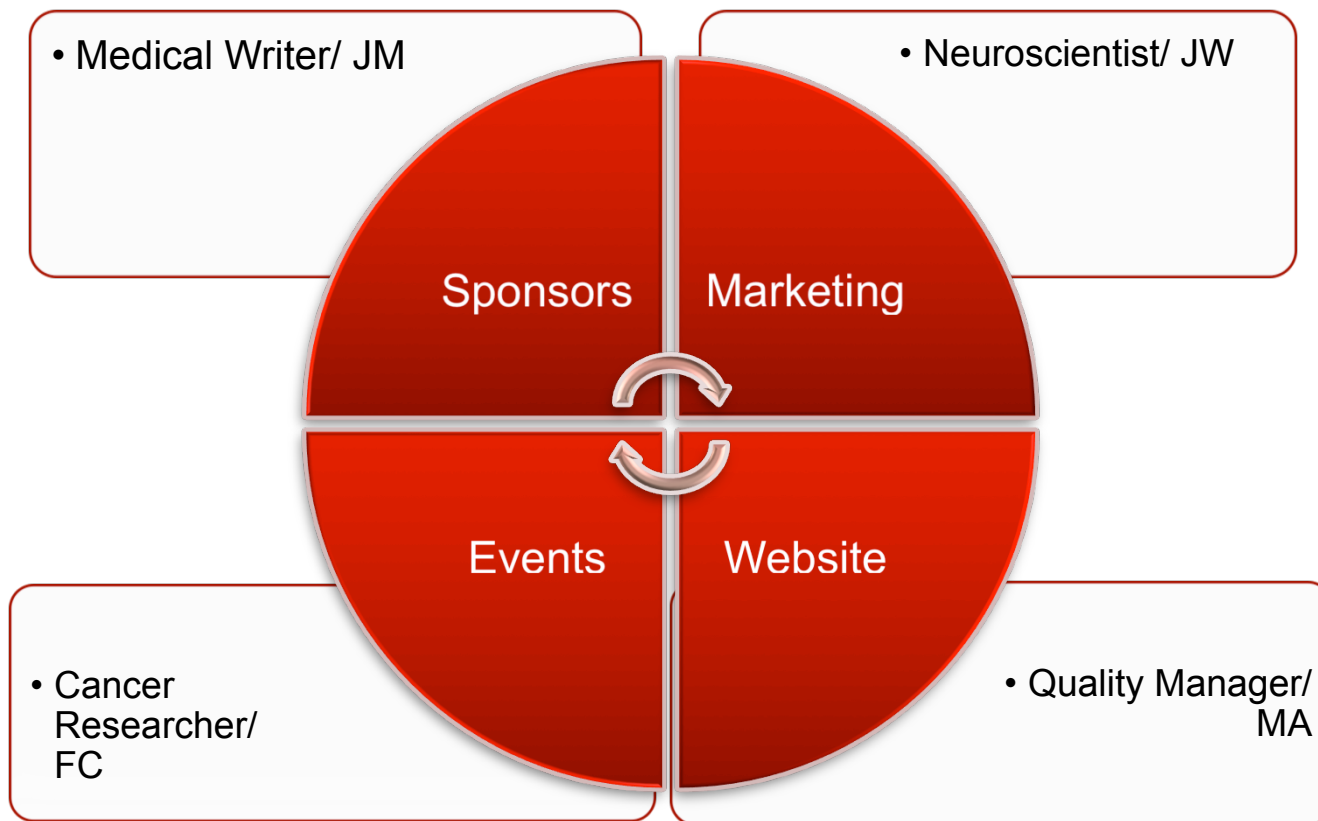 • Medical Writer/ JM
• Neuroscientist/ JW
Sponsors
Marketing
Events
Website
• Cancer
Researcher/
FC
• Quality Manager/
MA